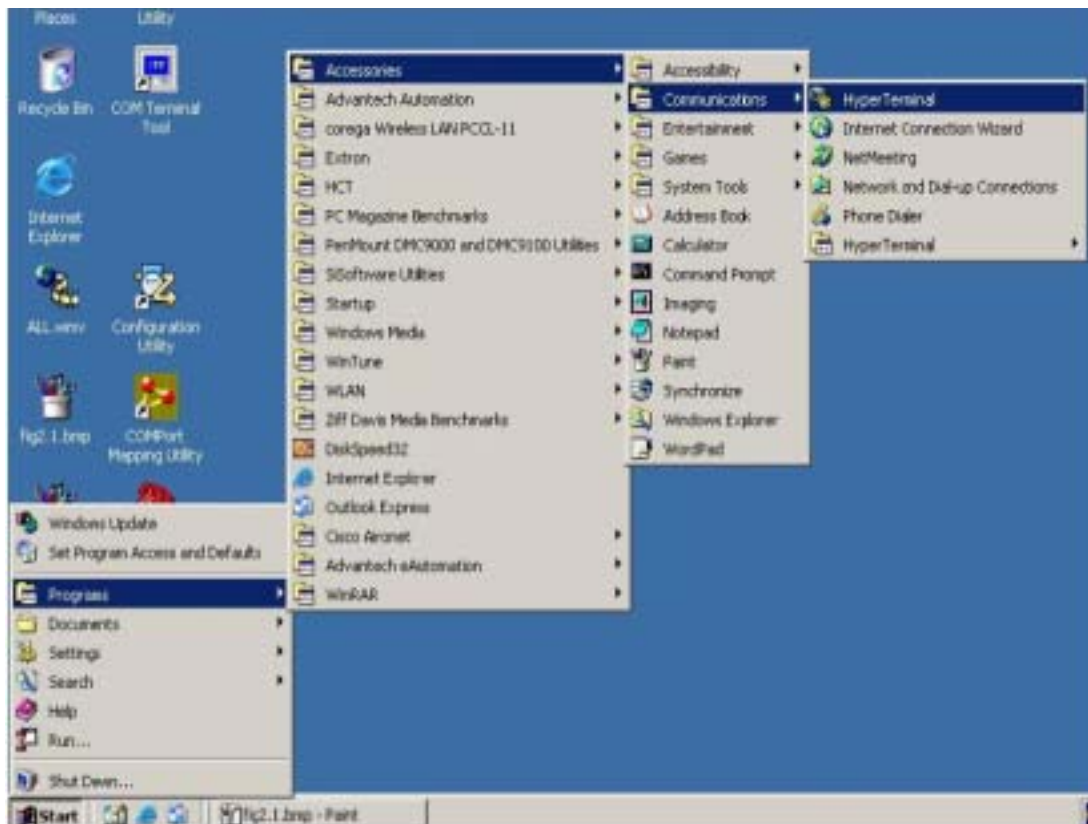 Places
Utility
Recycle Bin
COM Terminal
Tool
Internet
Explorer
ALL.wmv
Configuration
Utility
fig2.1.bmp
COMPort
Mapping Utility
Windows Update
Set Program Access and Defaults
Programs
Documents
Settings
Search
Help
Run...
Shut Down...
Start
fig2.1.bmp - Paint
Accessories
Advantech Automation
corega Wireless LAN PCCL-11
Extron
HCT
PC Magazine Benchmarks
PenMount DMC9000 and DMC9100 Utilities
SiSoftware Utilities
Startup
Windows Media
WinTune
WLAN
Ziff Davis Media Benchmarks
DiskSpeed32
Internet Explorer
Outlook Express
Cisco Aironet
Advantech eAutomation
WinRAR
Accessibility
Communications
Entertainment
Games
System Tools
Address Book
Calculator
Command Prompt
Imaging
Notepad
Paint
Synchronize
Windows Explorer
WordPad
HyperTerminal
Internet Connection Wizard
NetMeeting
Network and Dial-up Connections
Phone Dialer
HyperTerminal